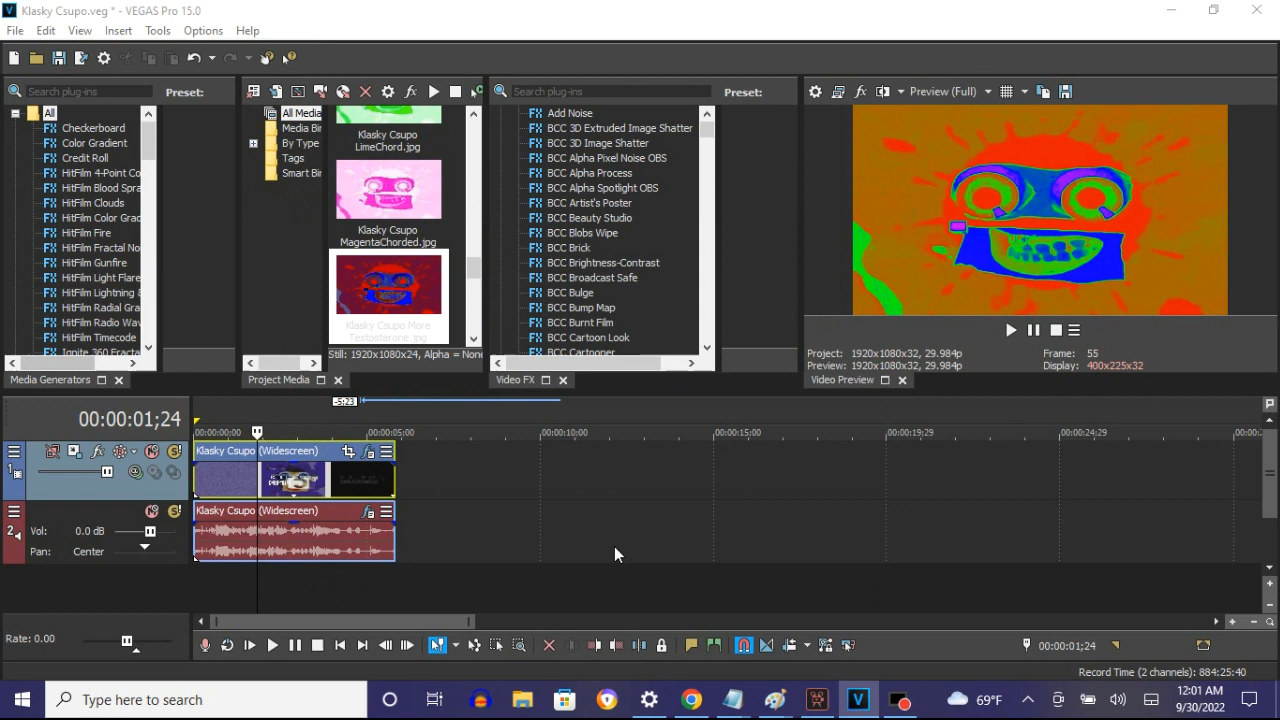 Klasky Csupo.veg * - VEGAS Pro 15.0
File Edit View Insert Tools Options Help
Search plug-ins
Preset:
All
Checkerboard
Color Gradient
Credit Roll
HitFilm 4-Point Co
HitFilm Blood Spra
HitFilm Clouds
HitFilm Color Grac
HitFilm Fire
HitFilm Fractal No
HitFilm Gunfire
HitFilm Light Flare
HitFilm Lightning &
HitFilm Radial Gra
HitFilm Radio Wav
HitFilm Timecode
Ignite 360 Fracta
Media Generators
All Media
Media Bir
By Type
Tags
Smart Bir
Klasky Csupo
LimeChord.jpg
Klasky Csupo
MagentaChorded.jpg
Klasky Csupo More
Testosterone.jpg
Still: 1920x1080x24, Alpha = None
Project Media
Search plug-ins
Preset:
Add Noise
BCC 3D Extruded Image Shatter
BCC 3D Image Shatter
BCC Alpha Pixel Noise OBS
BCC Alpha Process
BCC Alpha Spotlight OBS
BCC Artist's Poster
BCC Beauty Studio
BCC Blobs Wipe
BCC Brick
BCC Brightness-Contrast
BCC Broadcast Safe
BCC Bulge
BCC Bump Map
BCC Burnt Film
BCC Cartoon Look
BCC Cartooner
Video FX
Preview (Full)
Project: 1920x1080x32, 29.984p
Frame: 55
Preview: 1920x1080x32, 29.984p
Display: 400x225x32
Video Preview
-5;23
00:00:01;24
00:00:00;00 00:00:05;00 00:00:10;00 00:00:15;00 00:00:19;29 00:00:24;29 00:00:2
1
Klasky Csupo (Widescreen)
2
Klasky Csupo (Widescreen)
Vol: 0.0 dB
Pan: Center
Rate: 0.00
00:00:01;24
Record Time (2 channels): 884:25:40
Type here to search
69°F
12:01 AM
9/30/2022